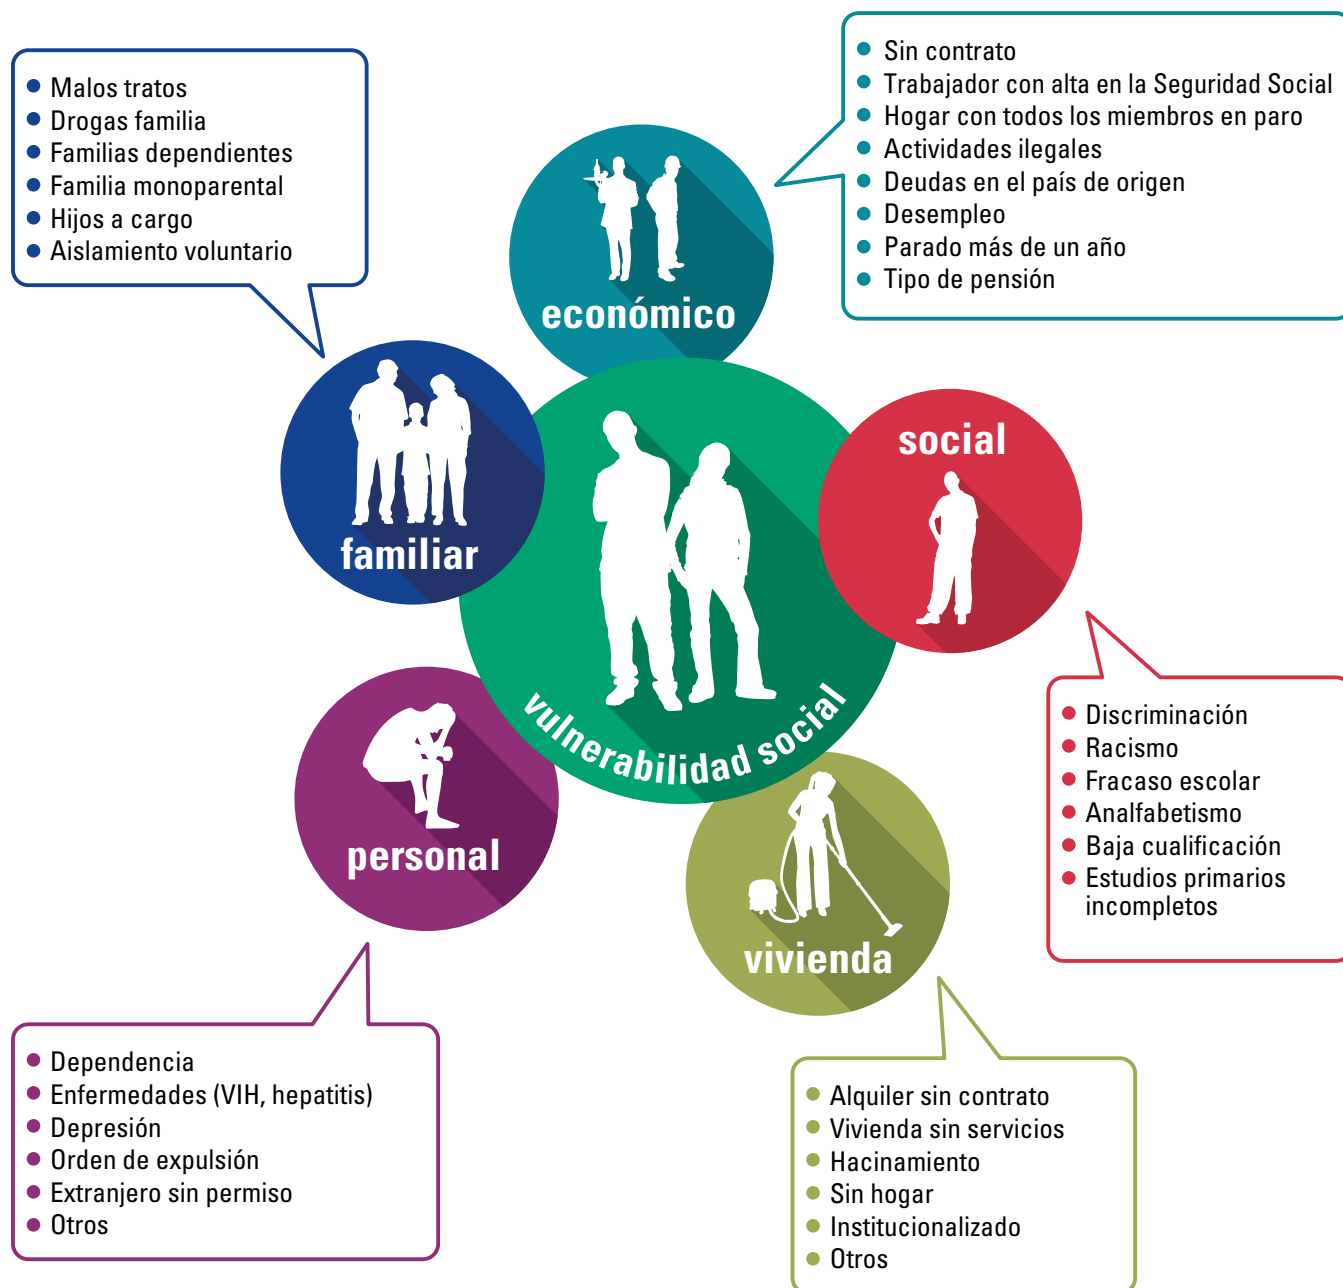 Malos tratos
Drogas familia
Familias dependientes
Familia monoparental
Hijos a cargo
Aislamiento voluntario
Sin contrato
Trabajador con alta en la Seguridad Social
Hogar con todos los miembros en paro
Actividades ilegales
Deudas en el país de origen
Desempleo
Parado más de un año
Tipo de pensión
económico
social
familiar
vulnerabilidad social
personal
vivienda
Discriminación
Racismo
Fracaso escolar
Analfabetismo
Baja cualificación
Estudios primarios
incompletos
Dependencia
Enfermedades (VIH, hepatitis)
Depresión
Orden de expulsión
Extranjero sin permiso
Otros
Alquiler sin contrato
Vivienda sin servicios
Hacinamiento
Sin hogar
Institucionalizado
Otros